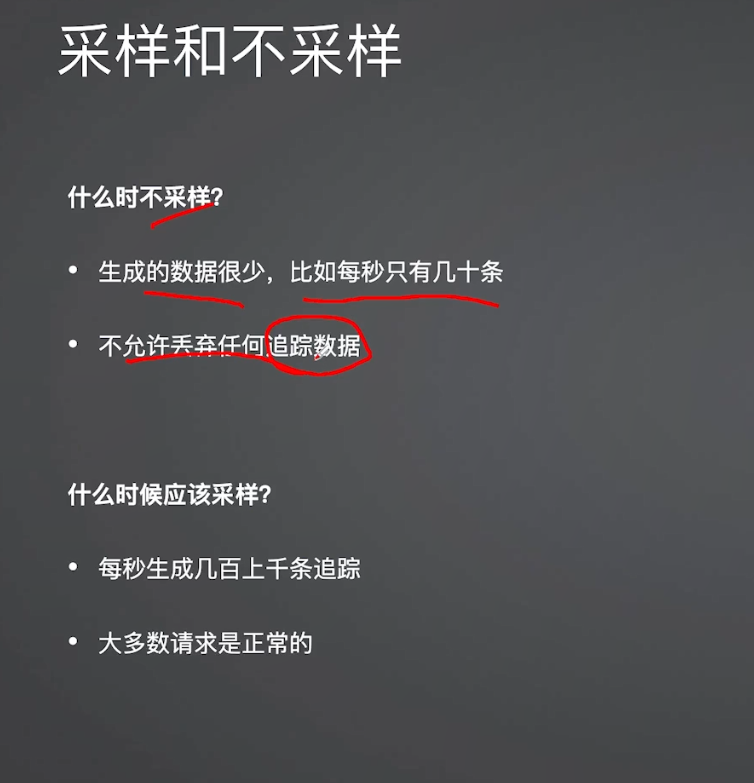 采样和不采样
什么时不采样?
• 生成的数据很少，比如每秒只有几十条
• 不允许丢弃任何追踪数据
什么时候应该采样?
• 每秒生成几百上千条追踪
• 大多数请求是正常的